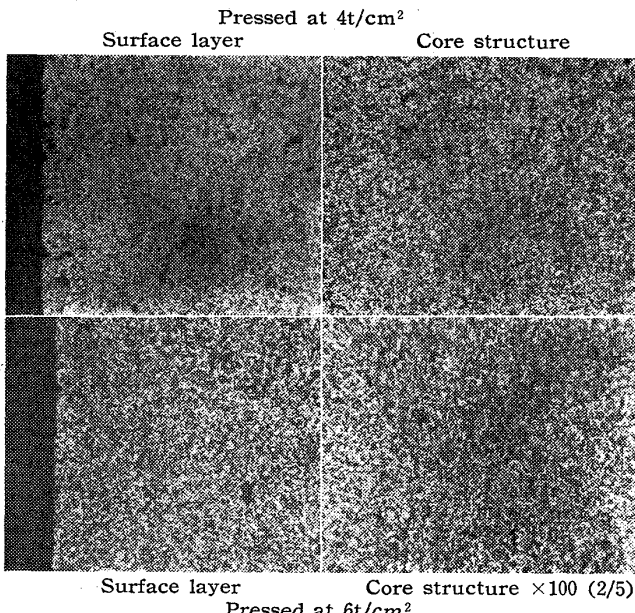 Pressed at 4t/cm²
Surface layer Core structure
Surface layer Core structure ×100 (2/5)
Pressed at 6t/cm²